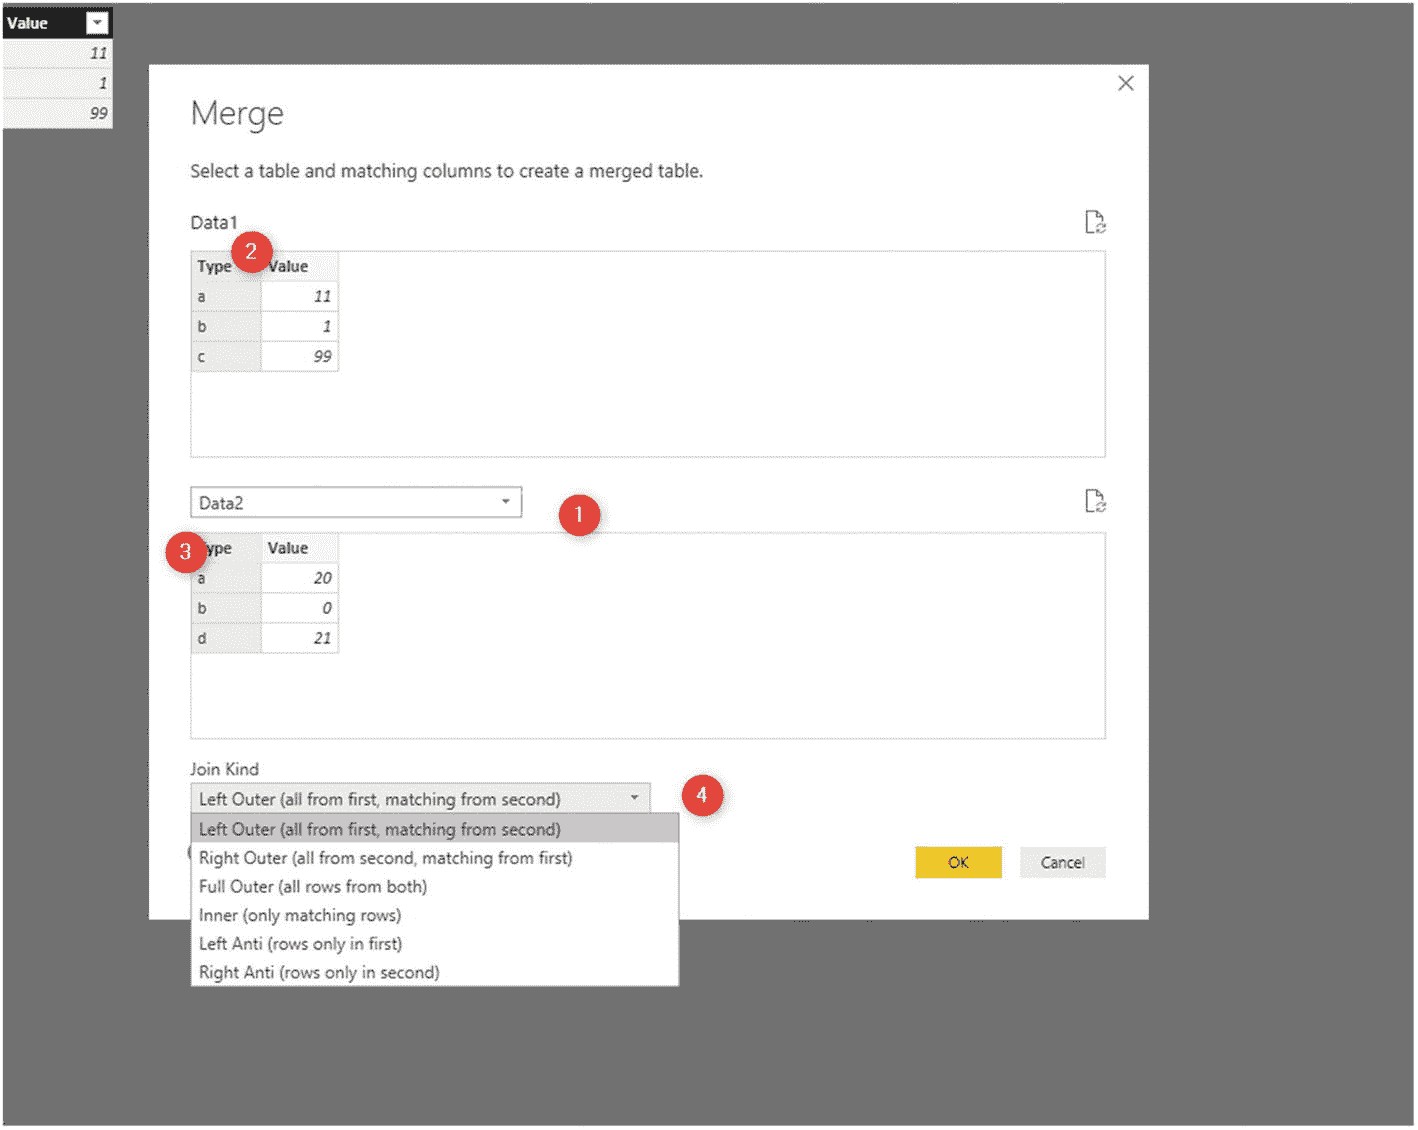 Value
11
1
99
Merge
Select a table and matching columns to create a merged table.
Data1
2
Type Value
a 11
b 1
c 99
Data2
1
3
ype Value
a 20
b 0
d 21
Join Kind
Left Outer (all from first, matching from second)
4
Left Outer (all from first, matching from second)
Right Outer (all from second, matching from first)
Full Outer (all rows from both)
Inner (only matching rows)
Left Anti (rows only in first)
Right Anti (rows only in second)
OK Cancel